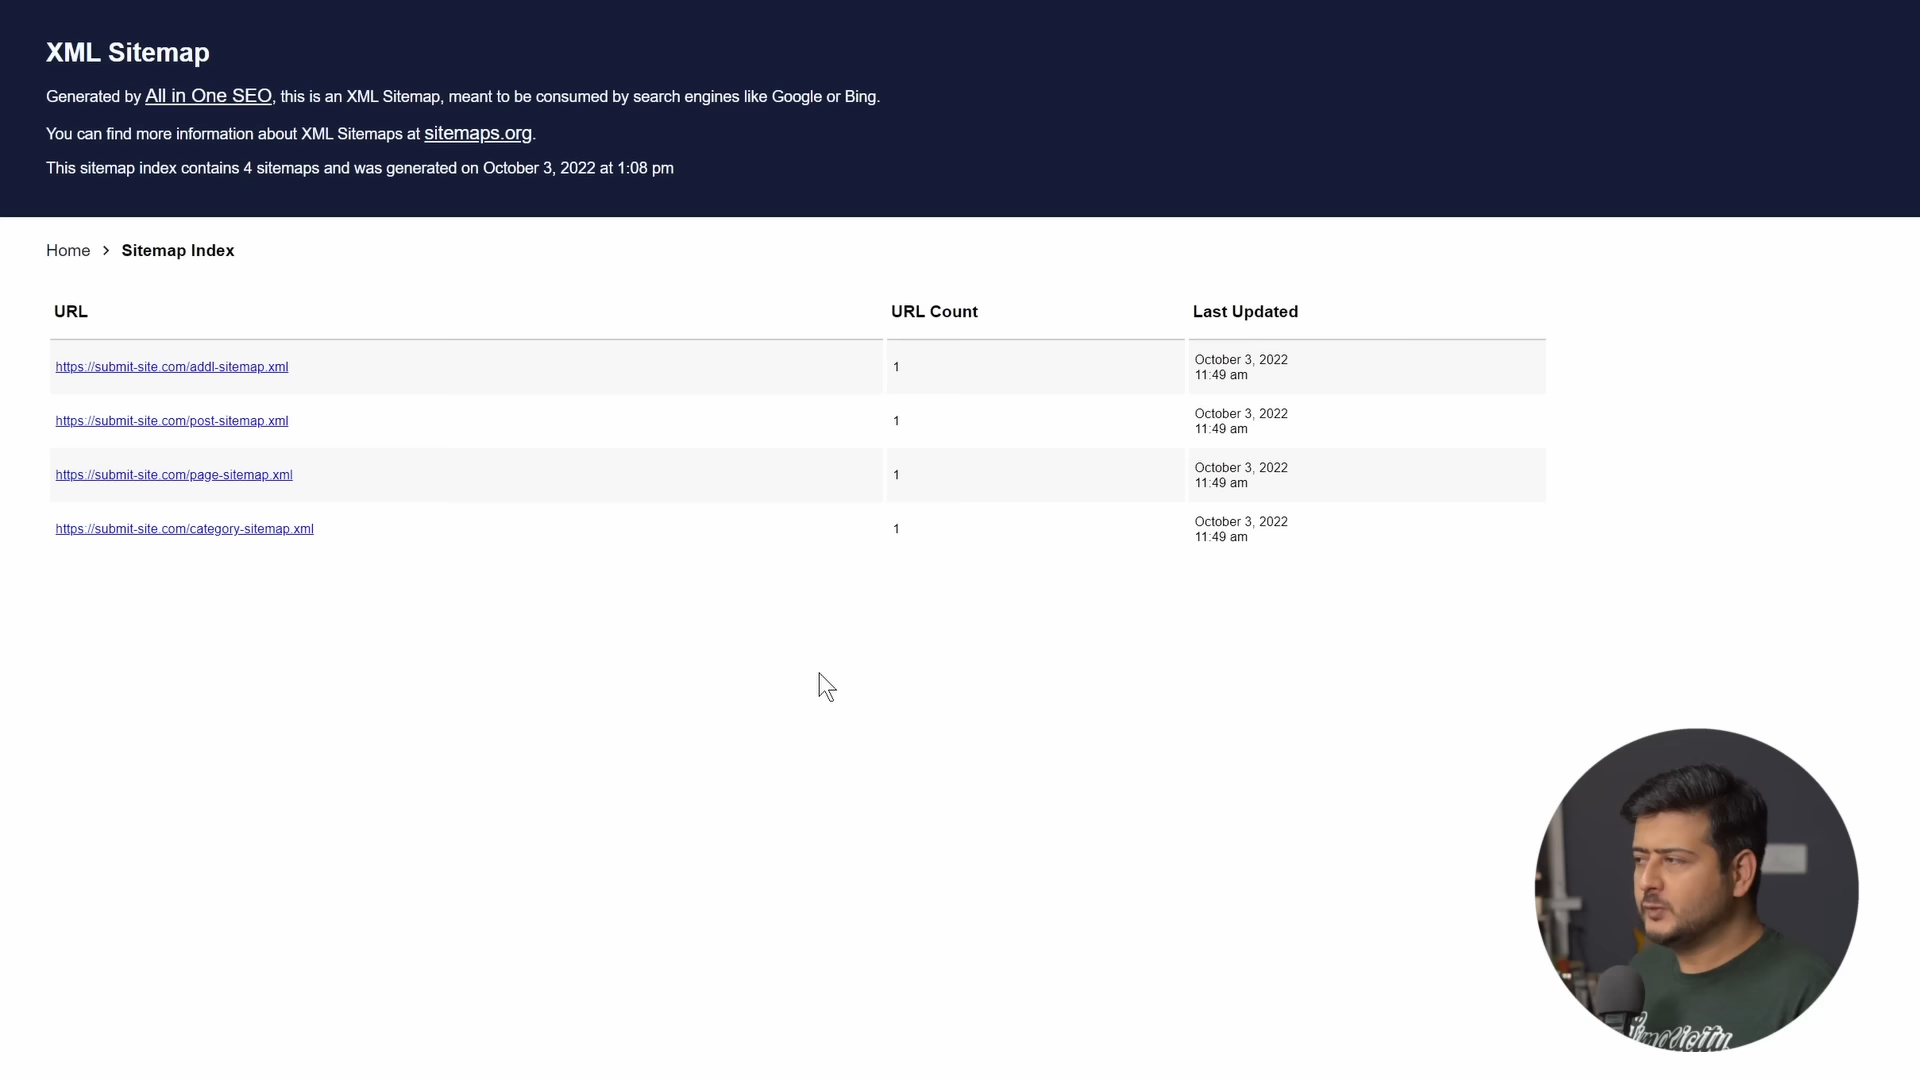 XML Sitemap
Generated by All in One SEO, this is an XML Sitemap, meant to be consumed by search engines like Google or Bing.
You can find more information about XML Sitemaps at sitemaps.org.
This sitemap index contains 4 sitemaps and was generated on October 3, 2022 at 1:08 pm
Home > Sitemap Index
URL URL Count Last Updated
https://submit-site.com/addl-sitemap.xml 1 October 3, 2022
11:49 am
https://submit-site.com/post-sitemap.xml 1 October 3, 2022
11:49 am
https://submit-site.com/page-sitemap.xml 1 October 3, 2022
11:49 am
https://submit-site.com/category-sitemap.xml 1 October 3, 2022
11:49 am